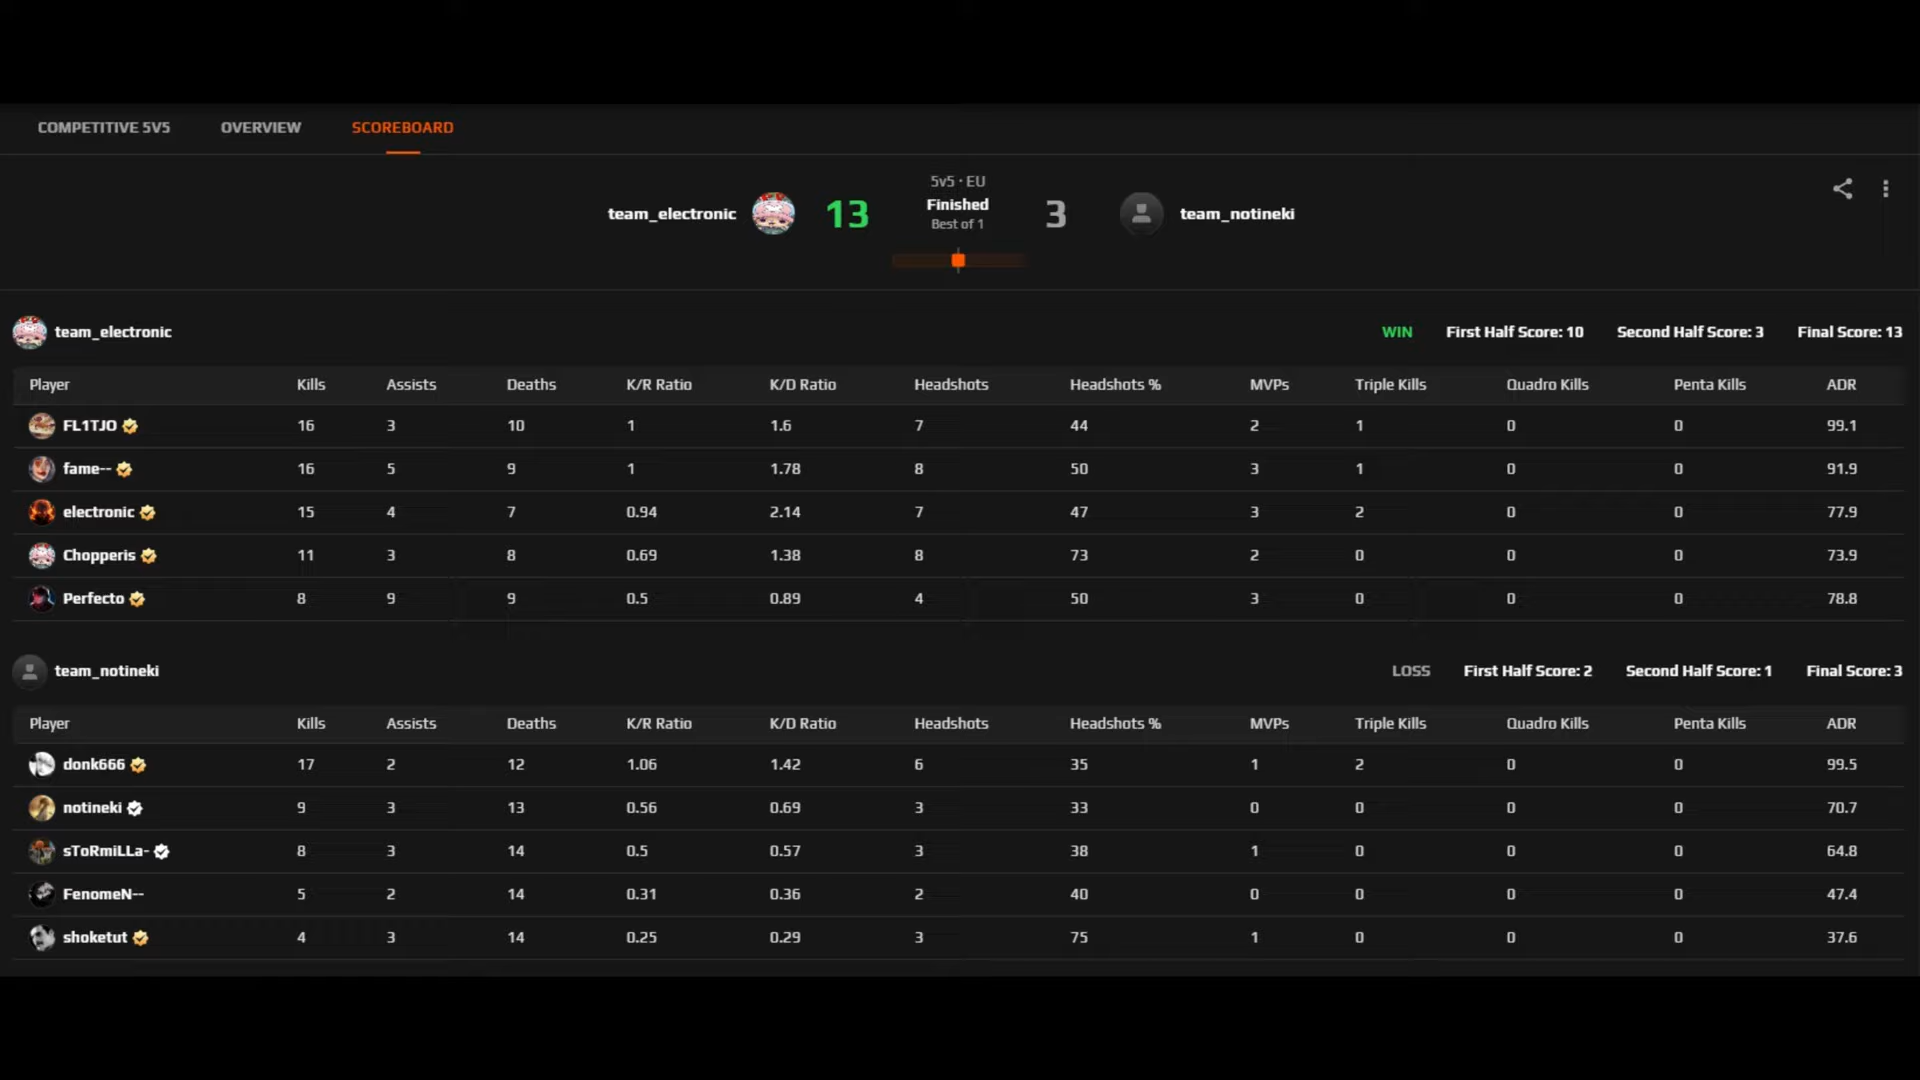 COMPETITIVE 5V5 OVERVIEW SCOREBOARD
5v5 · EU
team_electronic 13 Finished 3 team_notineki
Best of 1
team_electronic WIN First Half Score: 10 Second Half Score: 3 Final Score: 13
Player Kills Assists Deaths K/R Ratio K/D Ratio Headshots Headshots % MVPs Triple Kills Quadro Kills Penta Kills ADR
FL1TJO 16 3 10 1 1.6 7 44 2 1 0 0 99.1
fame-- 16 5 9 1 1.78 8 50 3 1 0 0 91.9
electronic 15 4 7 0.94 2.14 7 47 3 2 0 0 77.9
Chopperis 11 3 8 0.69 1.38 8 73 2 0 0 0 73.9
Perfecto 8 9 9 0.5 0.89 4 50 3 0 0 0 78.8
team_notineki LOSS First Half Score: 2 Second Half Score: 1 Final Score: 3
Player Kills Assists Deaths K/R Ratio K/D Ratio Headshots Headshots % MVPs Triple Kills Quadro Kills Penta Kills ADR
donk666 17 2 12 1.06 1.42 6 35 1 2 0 0 99.5
notineki 9 3 13 0.56 0.69 3 33 0 0 0 0 70.7
sToRmiLLa- 8 3 14 0.5 0.57 3 38 1 0 0 0 64.8
FenomeN-- 5 2 14 0.31 0.36 2 40 0 0 0 0 47.4
shoketut 4 3 14 0.25 0.29 3 75 1 0 0 0 37.6